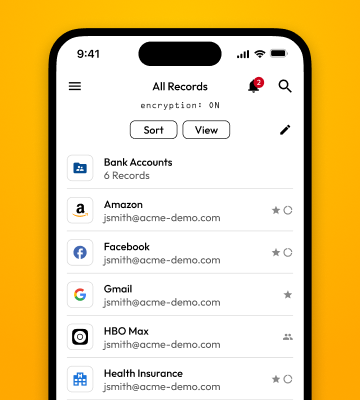 9:41
All Records
2
encryption: ON
Sort
View
Bank Accounts
6 Records
Amazon
jsmith@acme-demo.com
Facebook
jsmith@acme-demo.com
Gmail
jsmith@acme-demo.com
HBO Max
jsmith@acme-demo.com
Health Insurance
jsmith@acme-demo.com